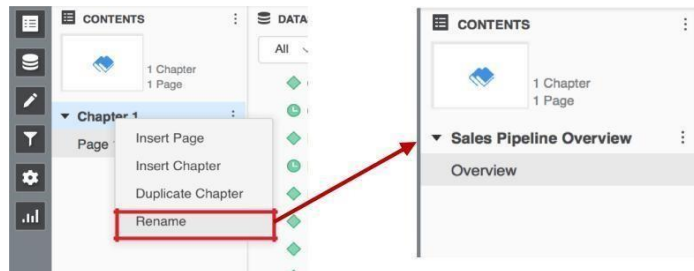 CONTENTS
DATA
All
1 Chapter
1 Page
Chapter 1
Page
Insert Page
Insert Chapter
Duplicate Chapter
Rename
CONTENTS
1 Chapter
1 Page
Sales Pipeline Overview
Overview